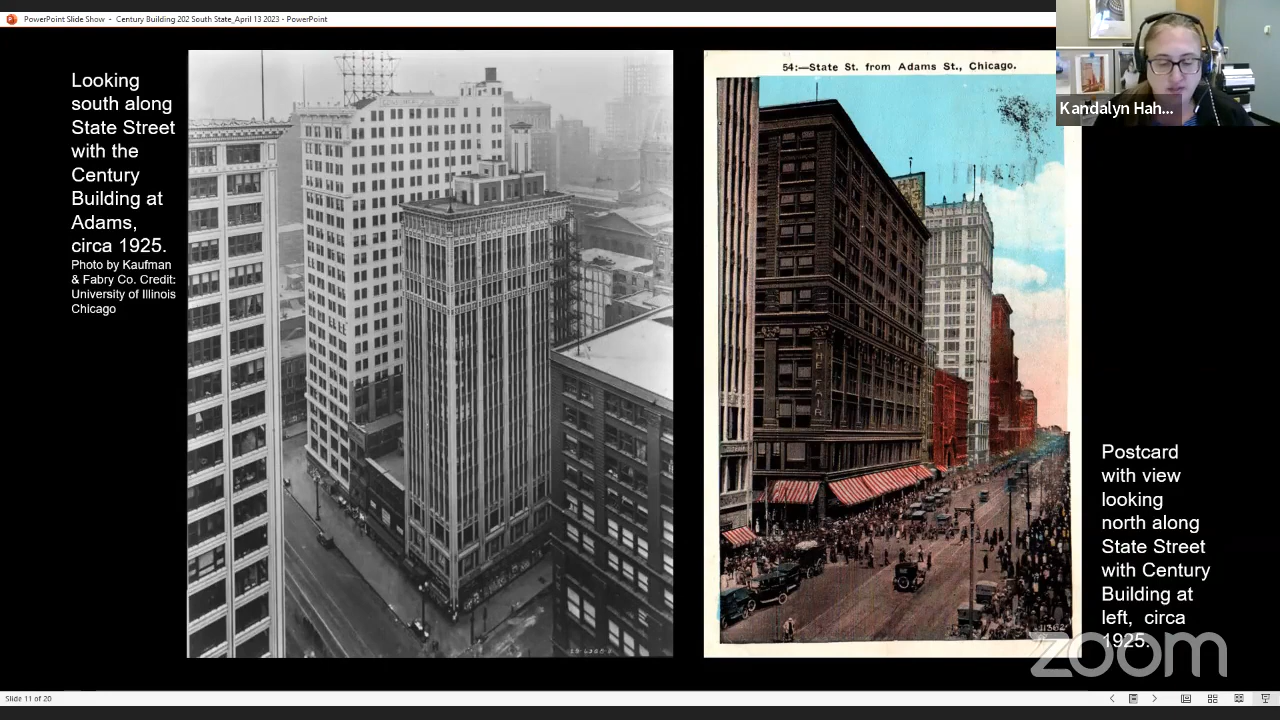 PowerPoint Slide Show - Century Building 202 South State_April 13 2023 - PowerPoint
Looking
south along
State Street
with the
Century
Building at
Adams,
circa 1925.
Photo by Kaufman
& Fabry Co. Credit:
University of Illinois
Chicago
54:—State St. from Adams St., Chicago.
THE FAIR
Kandalyn Hah...
Postcard
with view
looking
north along
State Street
with Century
Building at
left, circa
1925.
zoom
Slide 11 of 20